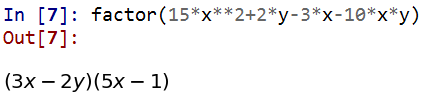 In [7]: factor(15*x**2+2*y-3*x-10*x*y)
Out[7]:
(3x − 2y)(5x − 1)